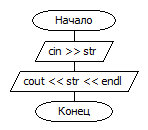 Начало
cin >> str
cout << str << endl
Конец